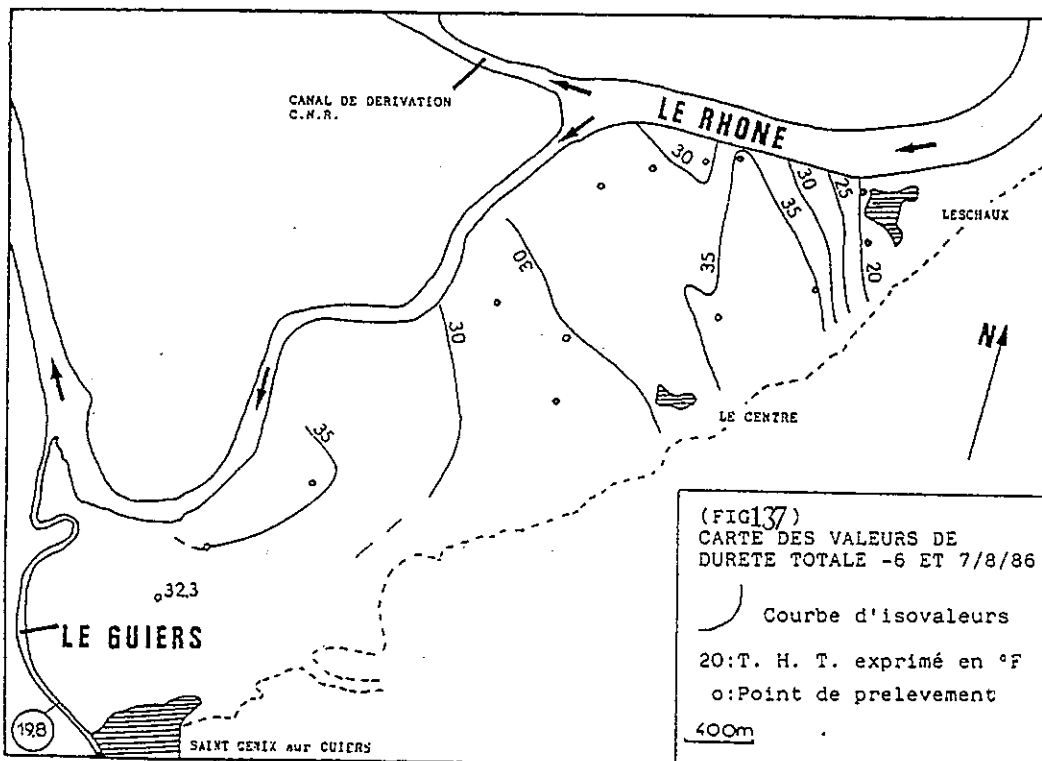 CANAL DE DERIVATION
C.N.R.
LE RHONE
30
30
25
35
20
LESCHAUX
30
35
30
N
LE CENTRE
35
32,3
LE GUIERS
19,8
SAINT GENIX sur GUIERS
(FIG137)
CARTE DES VALEURS DE
DURETE TOTALE -6 ET 7/8/86
Courbe d'isovaleurs
20:T. H. T. exprimé en °F
o:Point de prelevement
400m